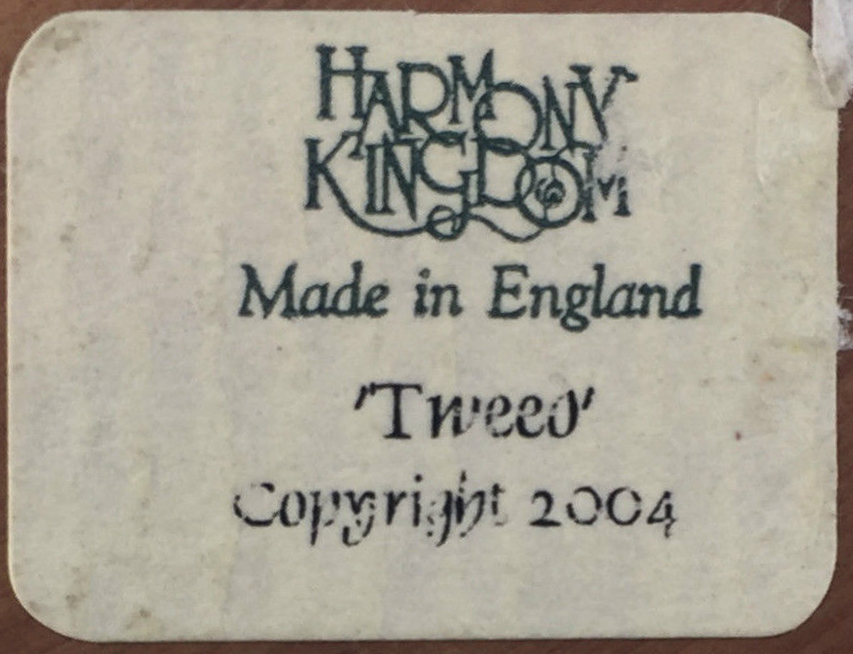 HARMONY
KINGDOM
Made in England
'Tweed'
Copyright 2004